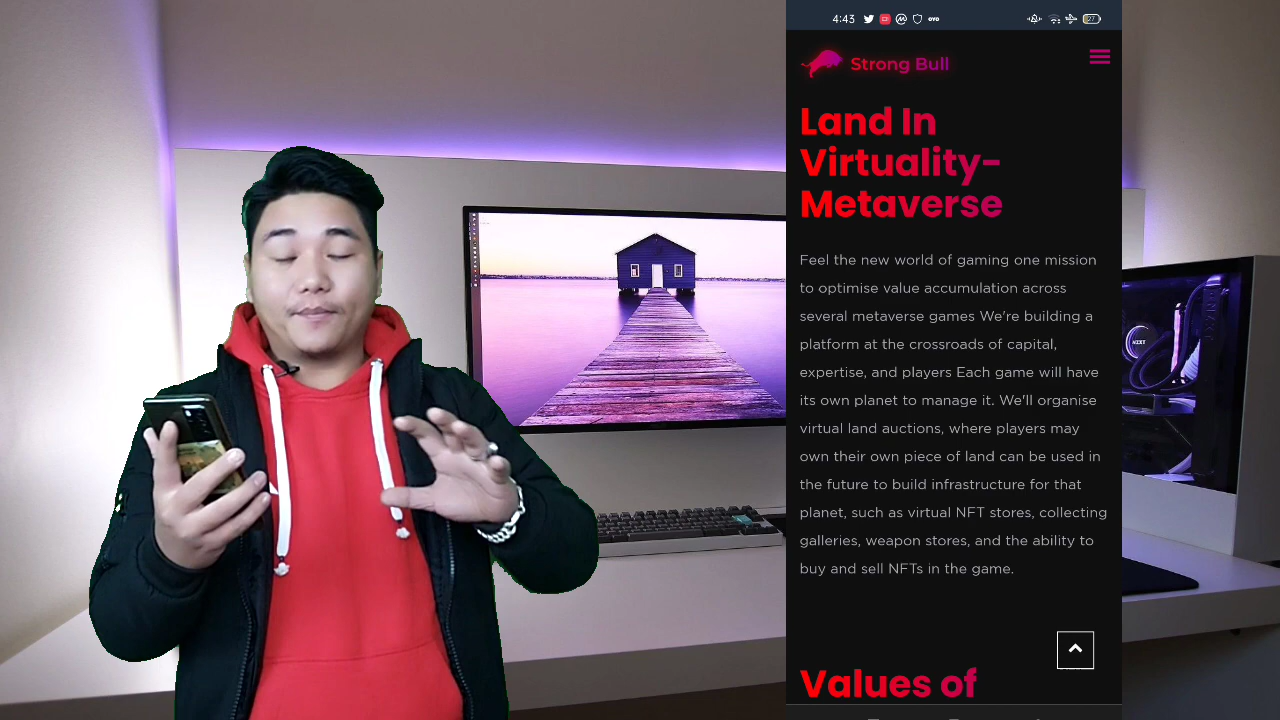 4:43
OYO
27
Strong Bull
Land In
Virtuality-
Metaverse
Feel the new world of gaming one mission
to optimise value accumulation across
several metaverse games We're building a
platform at the crossroads of capital,
expertise, and players Each game will have
its own planet to manage it. We'll organise
virtual land auctions, where players may
own their own piece of land can be used in
the future to build infrastructure for that
planet, such as virtual NFT stores, collecting
galleries, weapon stores, and the ability to
buy and sell NFTs in the game.
Values of
NZXT